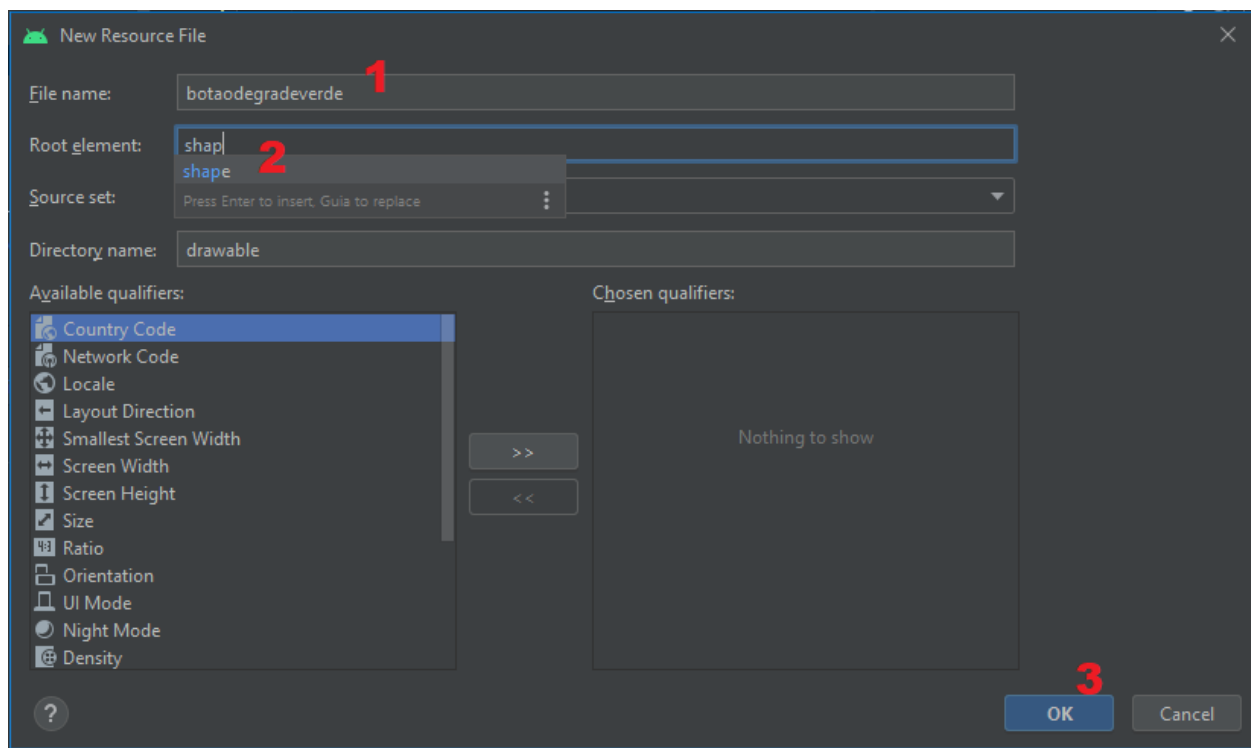 New Resource File
1
File name: botaodegradeverde
Root element: shap
2
shape
Source set:
Press Enter to insert, Guia to replace
Directory name: drawable
Available qualifiers:
Chosen qualifiers:
Country Code
Network Code
Locale
Layout Direction
Smallest Screen Width
Screen Width
Screen Height
Size
Ratio
Orientation
UI Mode
Night Mode
Density
>>
<<
Nothing to show
3
?
OK
Cancel